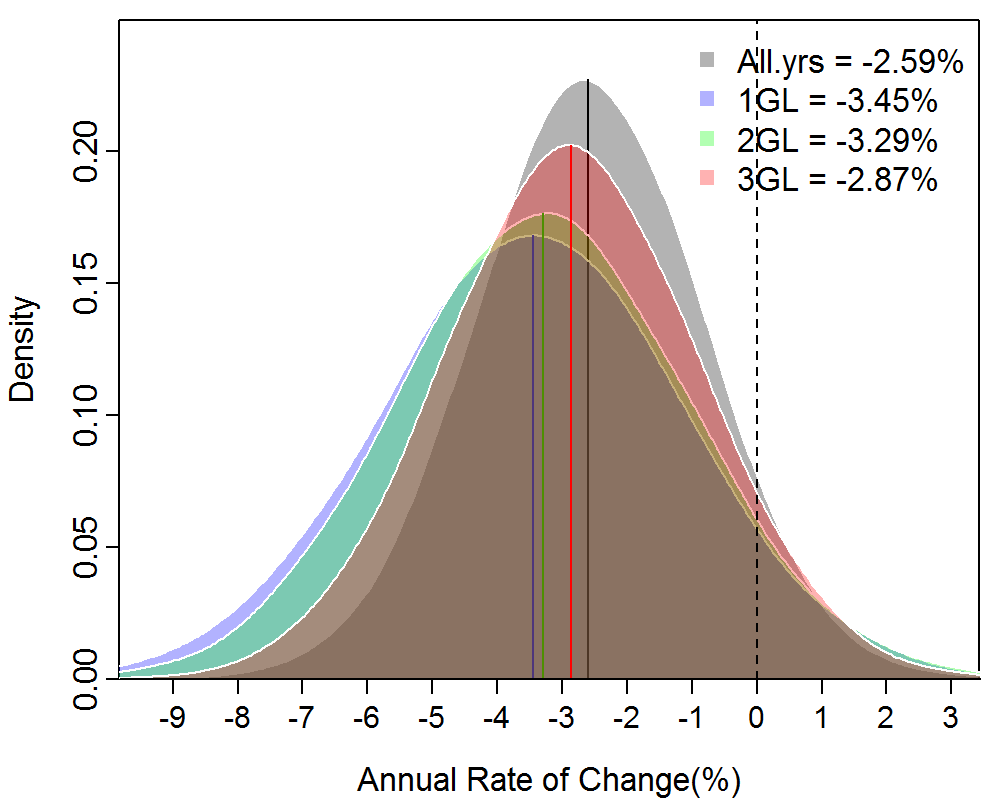 All.yrs = -2.59%
1GL = -3.45%
2GL = -3.29%
3GL = -2.87%
Density
0.20
0.15
0.10
0.05
0.00
-9 -8 -7 -6 -5 -4 -3 -2 -1 0 1 2 3
Annual Rate of Change(%)